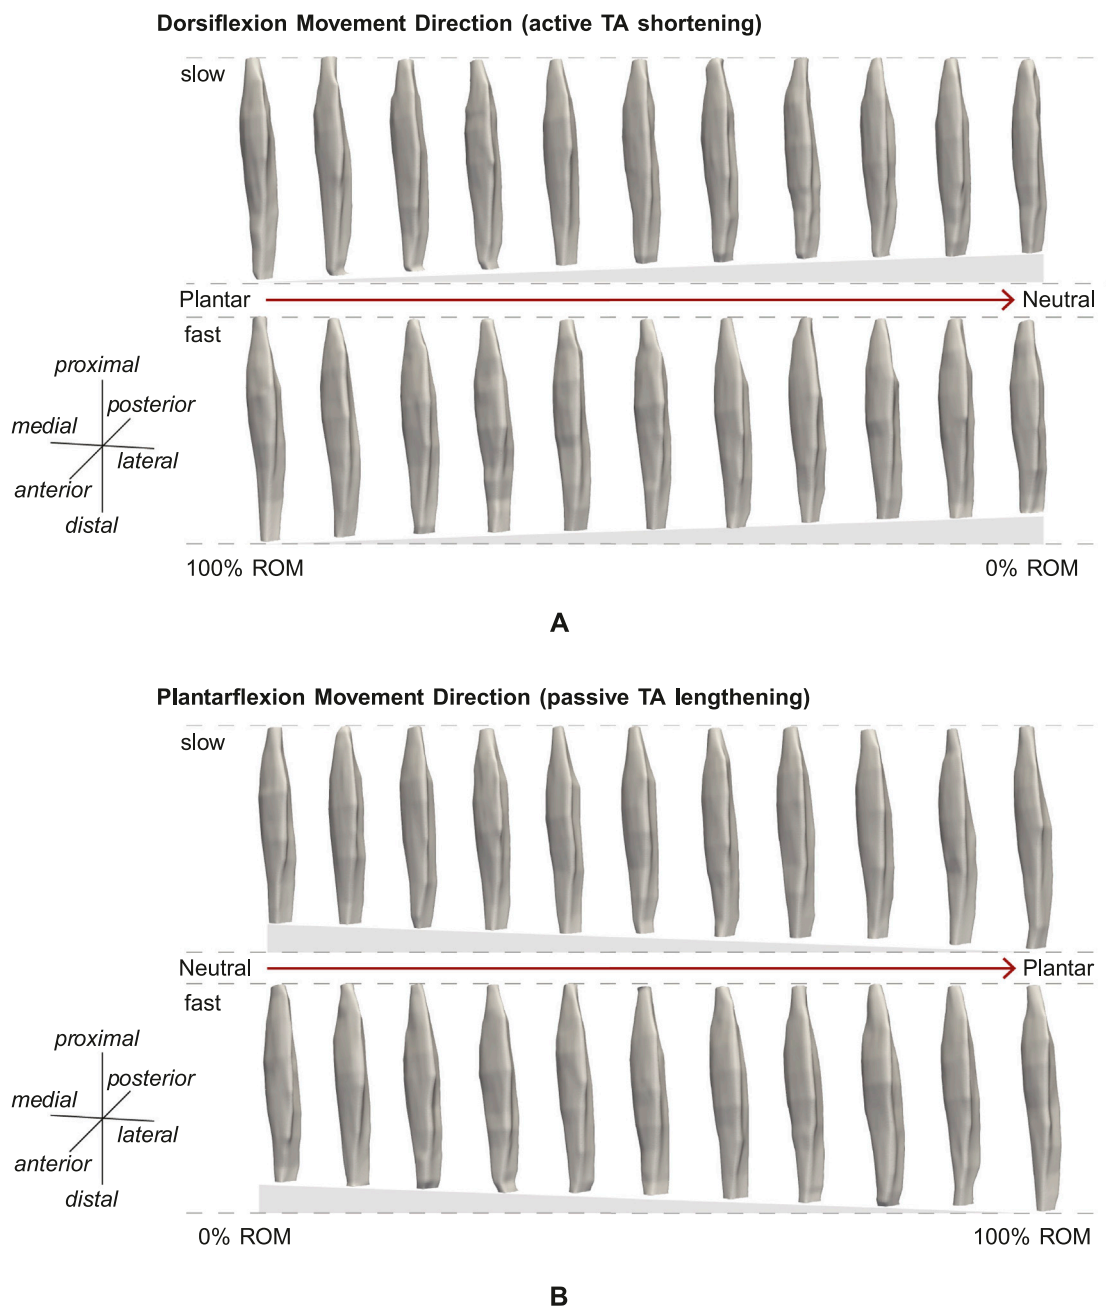 Dorsiflexion Movement Direction (active TA shortening)
slow
Plantar
Neutral
fast
proximal
posterior
medial
lateral
anterior
distal
100% ROM
0% ROM
A
Plantarflexion Movement Direction (passive TA lengthening)
slow
Neutral
Plantar
fast
proximal
posterior
medial
lateral
anterior
distal
0% ROM
100% ROM
B